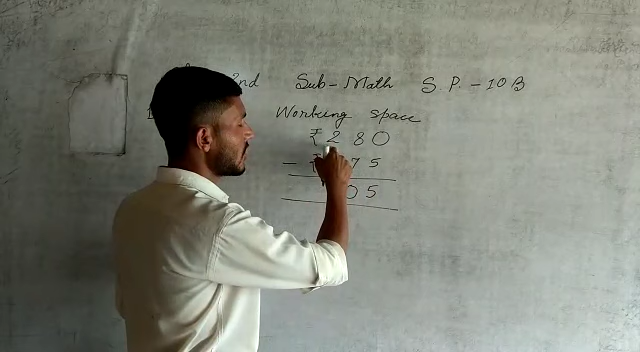 2nd Sub-Math S.P.-10B
Working space
₹280
- ₹ 75
05